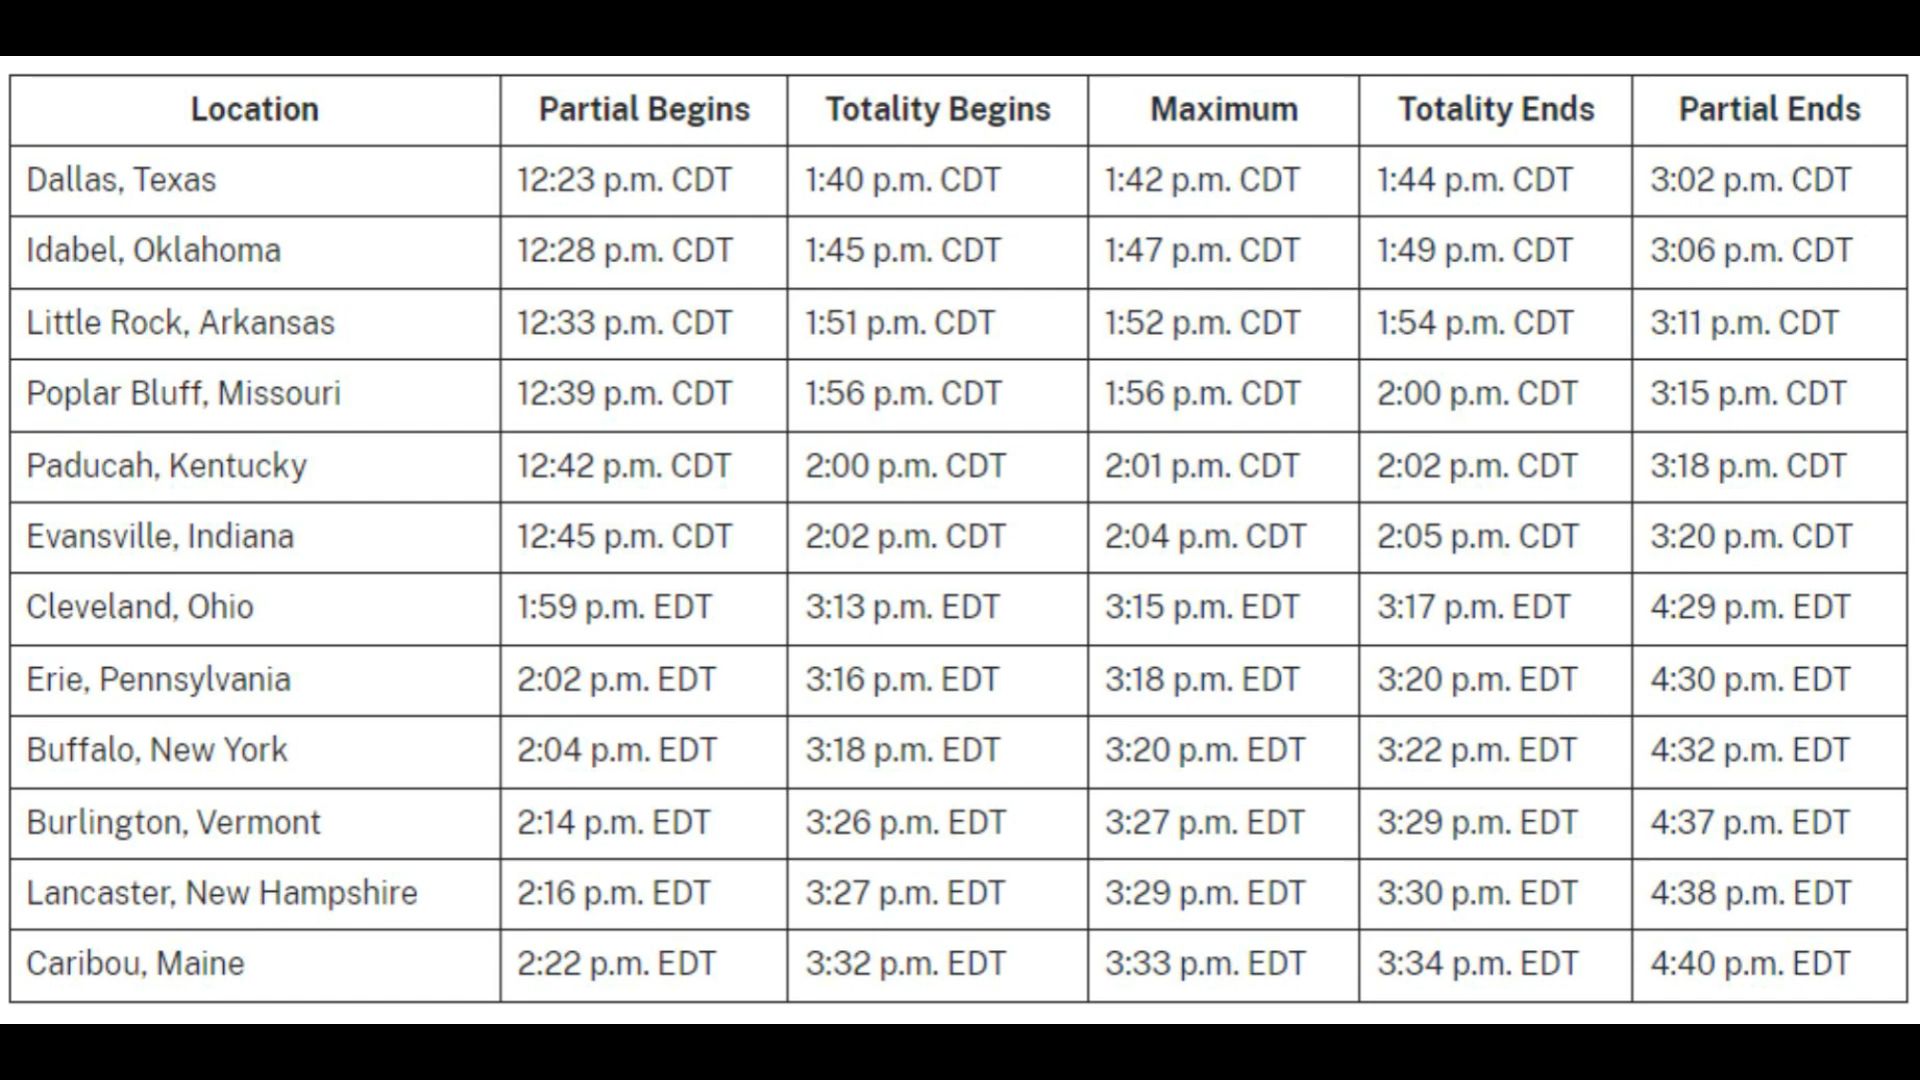 Location Partial Begins Totality Begins Maximum Totality Ends Partial Ends
Dallas, Texas 12:23 p.m. CDT 1:40 p.m. CDT 1:42 p.m. CDT 1:44 p.m. CDT 3:02 p.m. CDT
Idabel, Oklahoma 12:28 p.m. CDT 1:45 p.m. CDT 1:47 p.m. CDT 1:49 p.m. CDT 3:06 p.m. CDT
Little Rock, Arkansas 12:33 p.m. CDT 1:51 p.m. CDT 1:52 p.m. CDT 1:54 p.m. CDT 3:11 p.m. CDT
Poplar Bluff, Missouri 12:39 p.m. CDT 1:56 p.m. CDT 1:56 p.m. CDT 2:00 p.m. CDT 3:15 p.m. CDT
Paducah, Kentucky 12:42 p.m. CDT 2:00 p.m. CDT 2:01 p.m. CDT 2:02 p.m. CDT 3:18 p.m. CDT
Evansville, Indiana 12:45 p.m. CDT 2:02 p.m. CDT 2:04 p.m. CDT 2:05 p.m. CDT 3:20 p.m. CDT
Cleveland, Ohio 1:59 p.m. EDT 3:13 p.m. EDT 3:15 p.m. EDT 3:17 p.m. EDT 4:29 p.m. EDT
Erie, Pennsylvania 2:02 p.m. EDT 3:16 p.m. EDT 3:18 p.m. EDT 3:20 p.m. EDT 4:30 p.m. EDT
Buffalo, New York 2:04 p.m. EDT 3:18 p.m. EDT 3:20 p.m. EDT 3:22 p.m. EDT 4:32 p.m. EDT
Burlington, Vermont 2:14 p.m. EDT 3:26 p.m. EDT 3:27 p.m. EDT 3:29 p.m. EDT 4:37 p.m. EDT
Lancaster, New Hampshire 2:16 p.m. EDT 3:27 p.m. EDT 3:29 p.m. EDT 3:30 p.m. EDT 4:38 p.m. EDT
Caribou, Maine 2:22 p.m. EDT 3:32 p.m. EDT 3:33 p.m. EDT 3:34 p.m. EDT 4:40 p.m. EDT